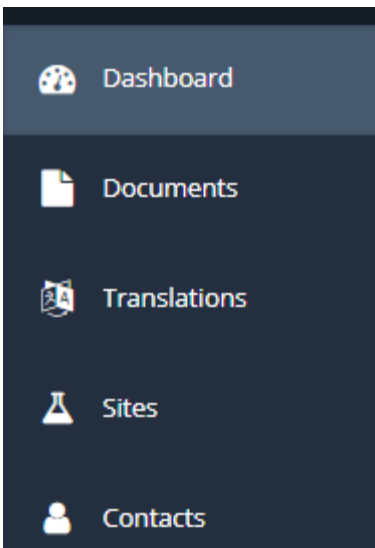 Dashboard
Documents
Translations
Sites
Contacts